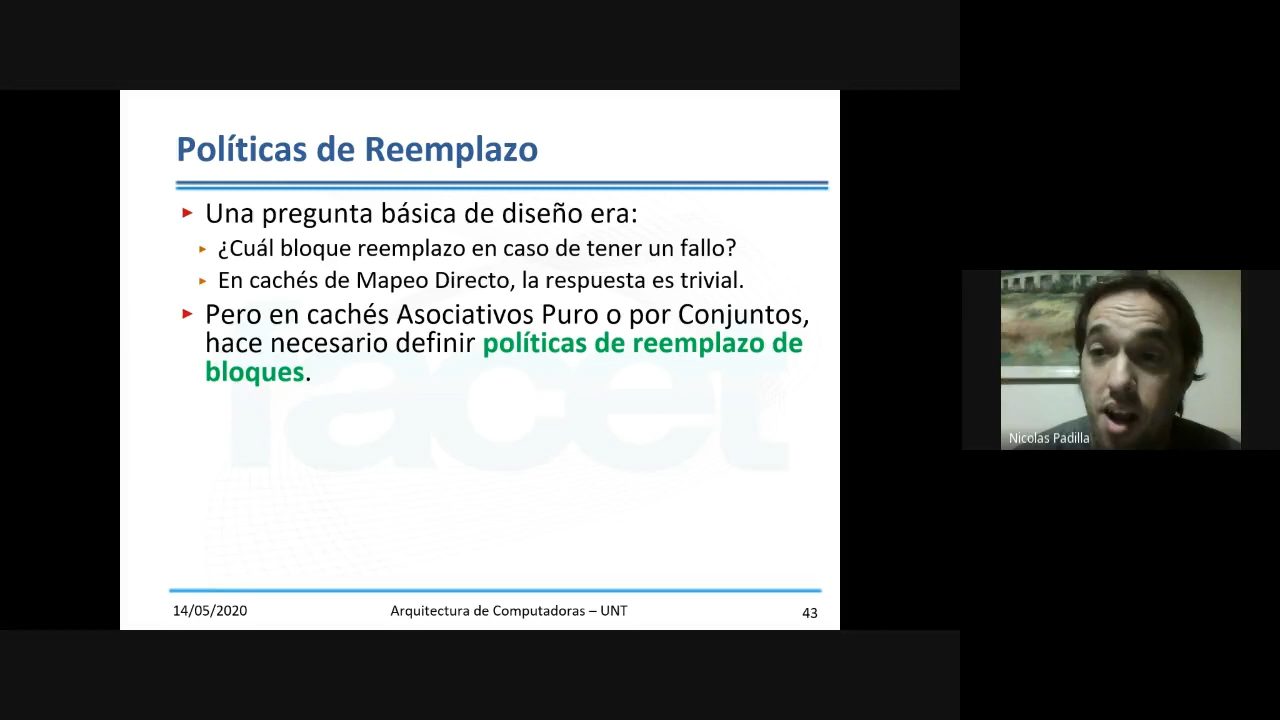 Políticas de Reemplazo
Una pregunta básica de diseño era:
¿Cuál bloque reemplazo en caso de tener un fallo?
En cachés de Mapeo Directo, la respuesta es trivial.
Pero en cachés Asociativos Puro o por Conjuntos,
hace necesario definir políticas de reemplazo de
bloques.
facet
14/05/2020
Arquitectura de Computadoras – UNT
43
Nicolas Padilla